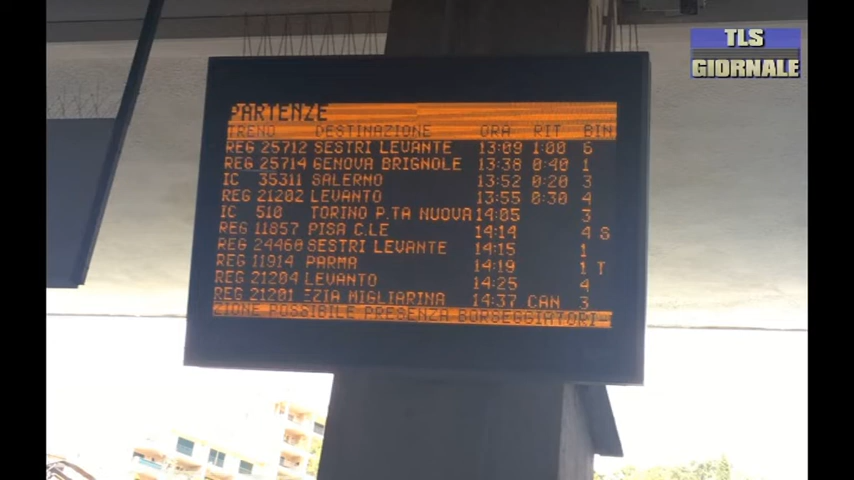 TLS
GIORNALE
PARTENZE
TRENO DESTINAZIONE ORA RIT BIN
REG 25712 SESTRI LEVANTE 13:09 1:00 6
REG 25714 GENOVA BRIGNOLE 13:38 0:40 1
IC 35311 SALERNO 13:52 0:20 3
REG 21202 LEVANTO 13:55 0:30 4
IC 510 TORINO P.TA NUOVA 14:05 3
REG 11857 PISA C.LE 14:14 4 S
REG 24460 SESTRI LEVANTE 14:15 1
REG 11914 PARMA 14:19 1 T
REG 21204 LEVANTO 14:25 4
REG 21201 EZIA MIGLIARINA 14:37 CAN 3
ZIONE POSSIBILE PRESENZA BORSEGGIATORI-